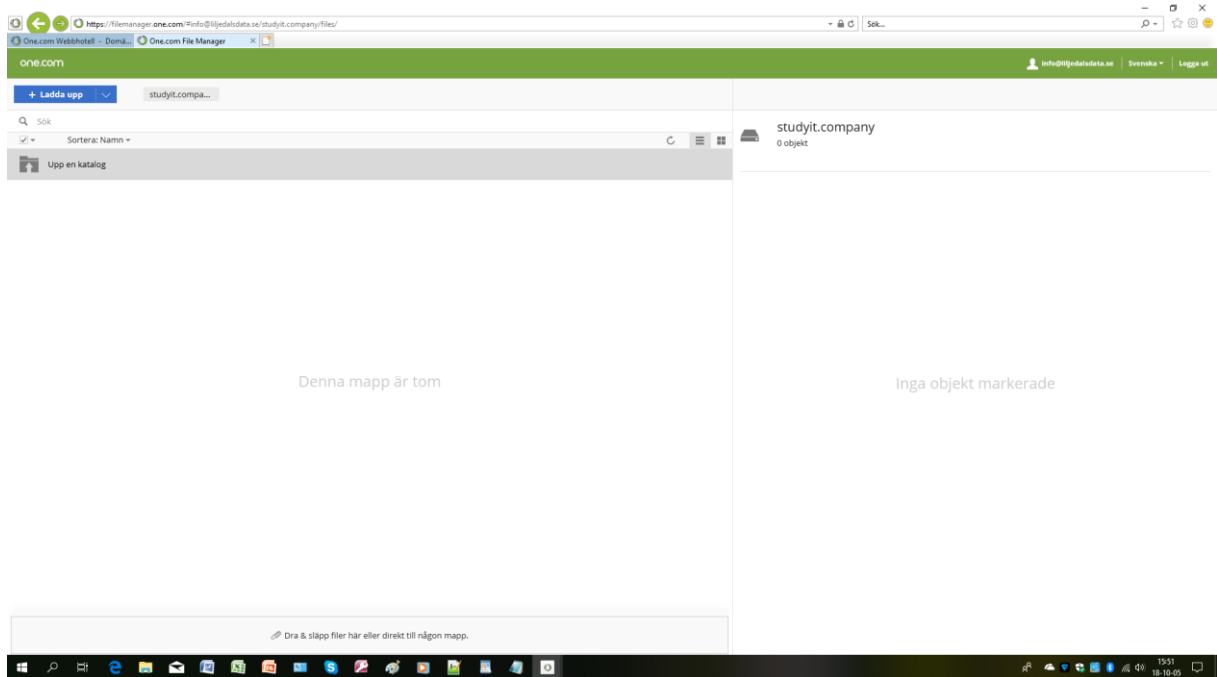 https://filemanager.one.com/#info@liljedalsdata.se/studyit.company/files/
Sök...
One.com Webbhotell - Domä...
One.com File Manager
one.com
info@liljedalsdata.se
Svenska
Logga ut
+ Ladda upp
studyit.compa...
Sök
Sortera: Namn
studyit.company
0 objekt
Upp en katalog
Denna mapp är tom
Inga objekt markerade
Dra & släpp filer här eller direkt till någon mapp.
15:51
18-10-05